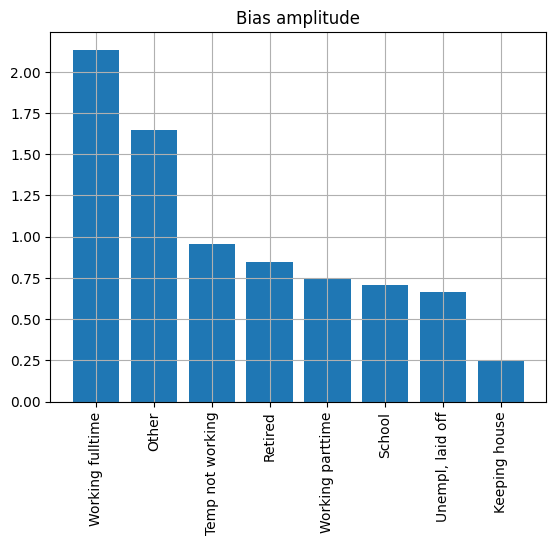 Bias amplitude
2.00
1.75
1.50
1.25
1.00
0.75
0.50
0.25
0.00
Working fulltime
Other
Temp not working
Retired
Working parttime
School
Unempl, laid off
Keeping house